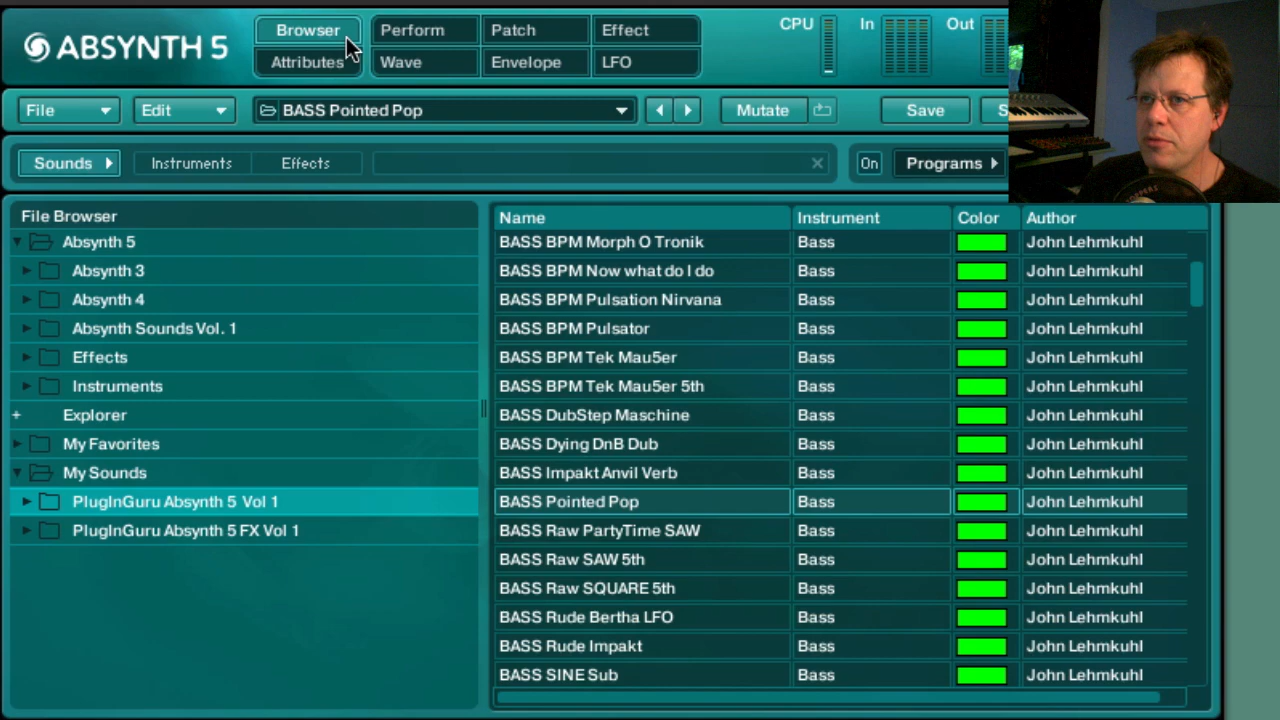 ABSYNTH 5
Browser Perform Patch Effect
Attributes Wave Envelope LFO
CPU In Out
File Edit BASS Pointed Pop Mutate Save S
Sounds Instruments Effects On Programs
File Browser
Absynth 5
Absynth 3
Absynth 4
Absynth Sounds Vol. 1
Effects
Instruments
Explorer
My Favorites
My Sounds
PlugInGuru Absynth 5 Vol 1
PlugInGuru Absynth 5 FX Vol 1
Name Instrument Color Author
BASS BPM Morph O Tronik Bass John Lehmkuhl
BASS BPM Now what do I do Bass John Lehmkuhl
BASS BPM Pulsation Nirvana Bass John Lehmkuhl
BASS BPM Pulsator Bass John Lehmkuhl
BASS BPM Tek Mau5er Bass John Lehmkuhl
BASS BPM Tek Mau5er 5th Bass John Lehmkuhl
BASS DubStep Maschine Bass John Lehmkuhl
BASS Dying DnB Dub Bass John Lehmkuhl
BASS Impakt Anvil Verb Bass John Lehmkuhl
BASS Pointed Pop Bass John Lehmkuhl
BASS Raw PartyTime SAW Bass John Lehmkuhl
BASS Raw SAW 5th Bass John Lehmkuhl
BASS Raw SQUARE 5th Bass John Lehmkuhl
BASS Rude Bertha LFO Bass John Lehmkuhl
BASS Rude Impakt Bass John Lehmkuhl
BASS SINE Sub Bass John Lehmkuhl